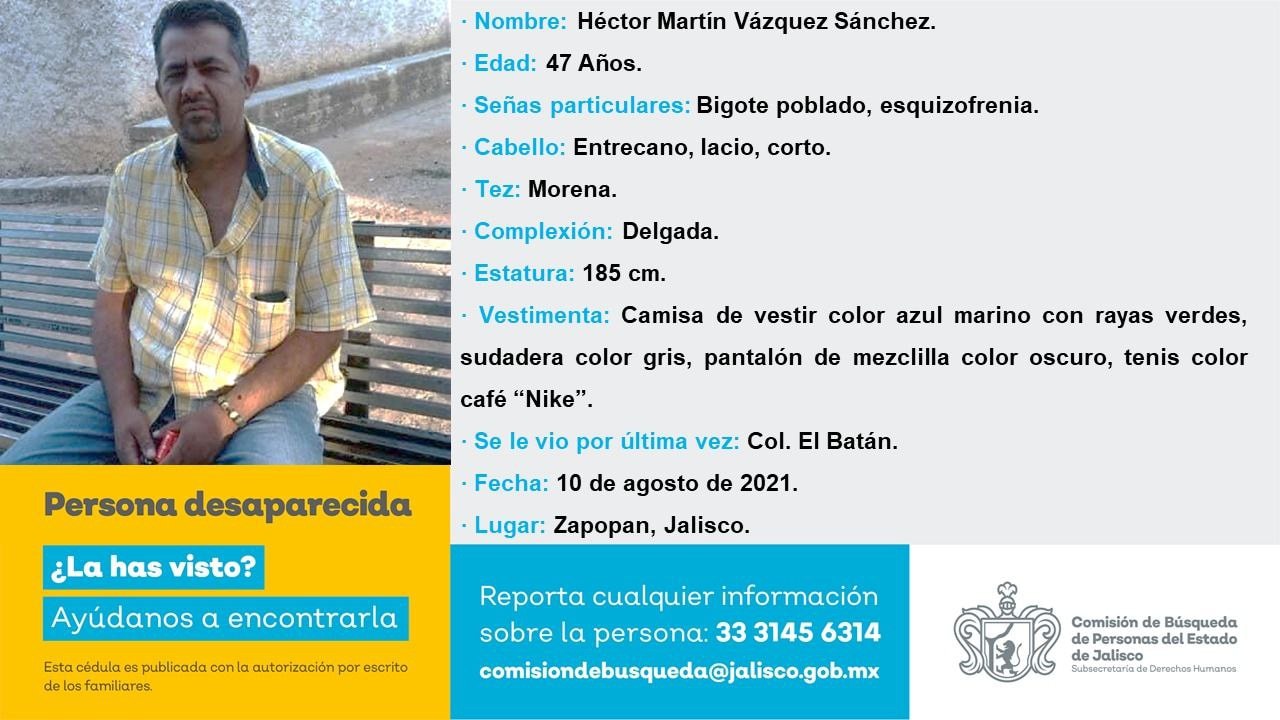 · Nombre: Héctor Martín Vázquez Sánchez.
· Edad: 47 Años.
· Señas particulares: Bigote poblado, esquizofrenia.
· Cabello: Entrecano, lacio, corto.
· Tez: Morena.
· Complexión: Delgada.
· Estatura: 185 cm.
· Vestimenta: Camisa de vestir color azul marino con rayas verdes,
sudadera color gris, pantalón de mezclilla color oscuro, tenis color
café “Nike”.
· Se le vio por última vez: Col. El Batán.
· Fecha: 10 de agosto de 2021.
· Lugar: Zapopan, Jalisco.
Persona desaparecida
¿La has visto?
Ayúdanos a encontrarla
Esta cédula es publicada con la autorización por escrito
de los familiares.
Reporta cualquier información
sobre la persona: 33 3145 6314
comisiondebusqueda@jalisco.gob.mx
Comisión de Búsqueda
de Personas del Estado
de Jalisco
Subsecretaría de Derechos Humanos